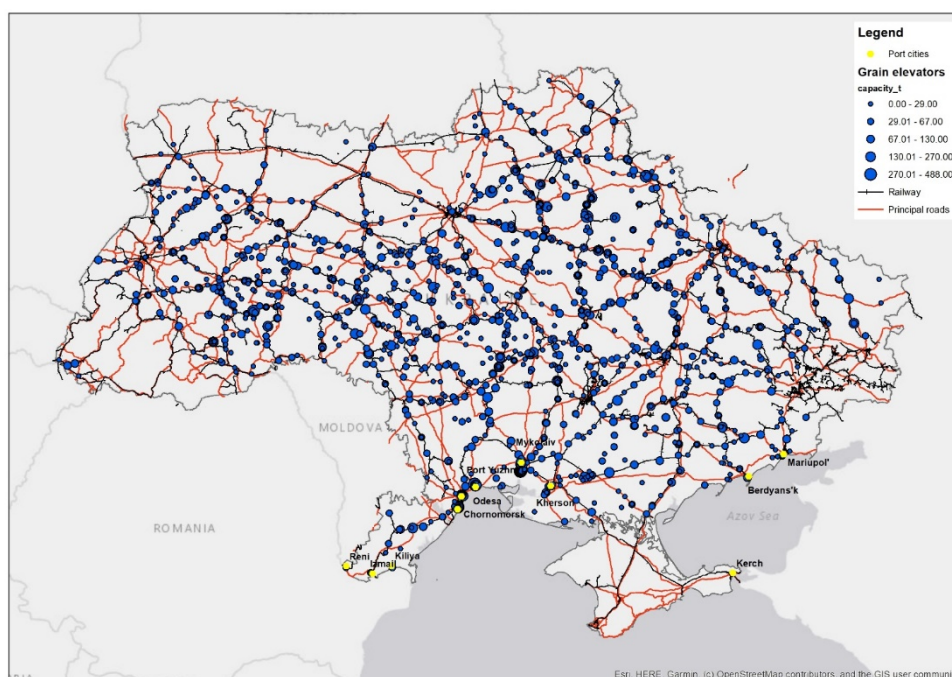 Legend
Port cities
Grain elevators
capacity_t
0.00 - 29.00
29.01 - 67.00
67.01 - 130.00
130.01 - 270.00
270.01 - 488.00
Railway
Principal roads
MOLDOVA
Mykolaiv
Mariupol'
Port Yuzhn
Berdyans'k
Kherson
Odesa
Chornomorsk
Azov Sea
ROMANIA
Reni
Kiliya
Izmail
Kerch
Esri, HERE, Garmin, (c) OpenStreetMap contributors, and the GIS user communi